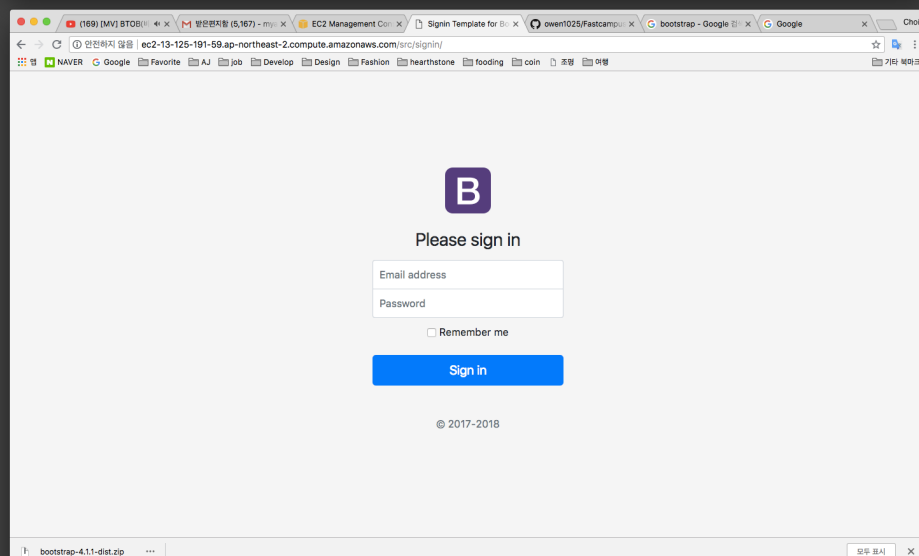 (169) [MV] BTOB(비
받은편지함 (5,167) - mya
EC2 Management Con
Signin Template for Bo
owen1025/Fastcampus
bootstrap - Google 검색
Google
Choi
안전하지 않음 | ec2-13-125-191-59.ap-northeast-2.compute.amazonaws.com/src/signin/
앱 NAVER Google Favorite AJ job Develop Design Fashion hearthstone fooding coin 조명 여행 기타 북마크
B
Please sign in
Email address
Password
Remember me
Sign in
© 2017-2018
bootstrap-4.1.1-dist.zip
모두 표시